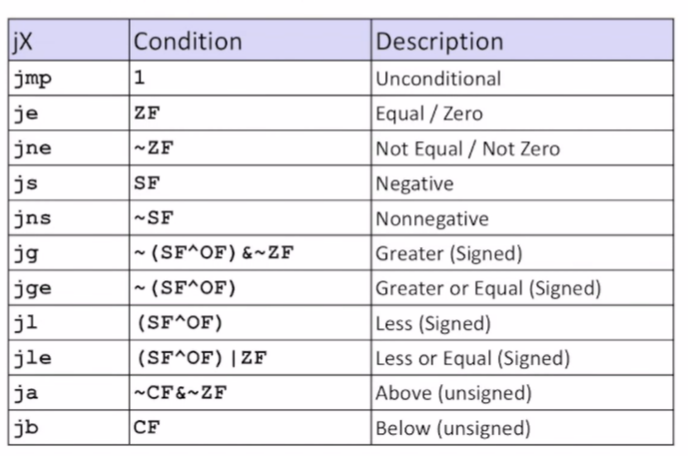 jX Condition Description
jmp 1 Unconditional
je ZF Equal / Zero
jne ~ZF Not Equal / Not Zero
js SF Negative
jns ~SF Nonnegative
jg ~(SF^OF)&~ZF Greater (Signed)
jge ~(SF^OF) Greater or Equal (Signed)
jl (SF^OF) Less (Signed)
jle (SF^OF)|ZF Less or Equal (Signed)
ja ~CF&~ZF Above (unsigned)
jb CF Below (unsigned)